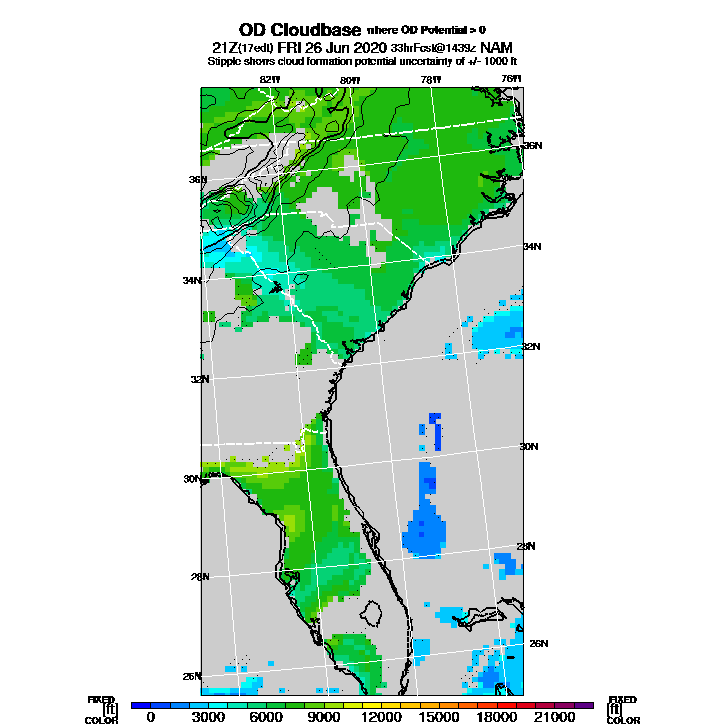 OD Cloudbase where OD Potential > 0
21Z(17edt) FRI 26 Jun 2020 33hrFcst@1439z NAM
Stipple shows cloud formation potential uncertainty of +/- 1000 ft
82W 80W 78W 76W
36N 36N
34N 34N
32N 32N
30N 30N
28N 28N
26N 26N
FIXED FIXED
[ft] [ft]
COLOR COLOR
0 3000 6000 9000 12000 15000 18000 21000